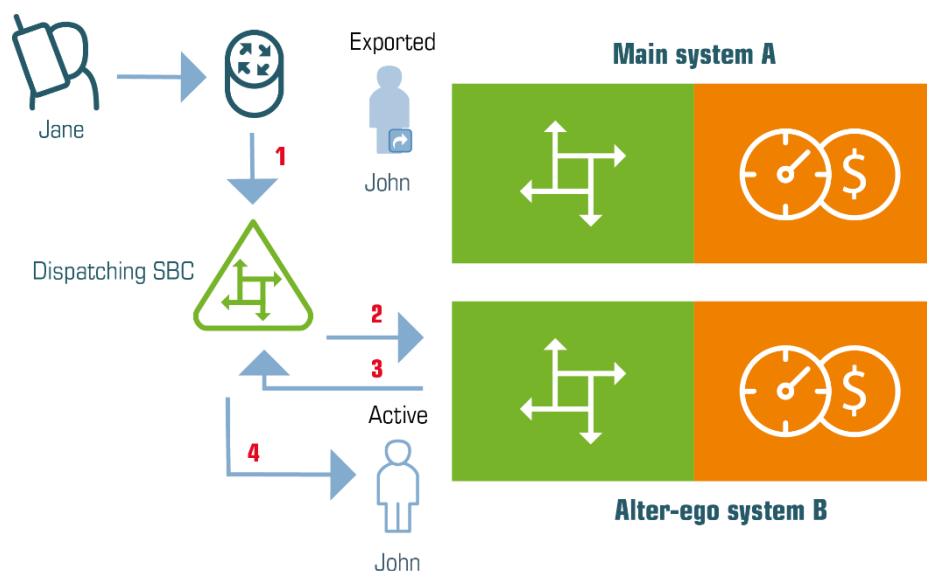 Exported
Main system A
Jane
1
John
$
Dispatching SBC
2
3
Active
$
4
Alter-ego system B
John